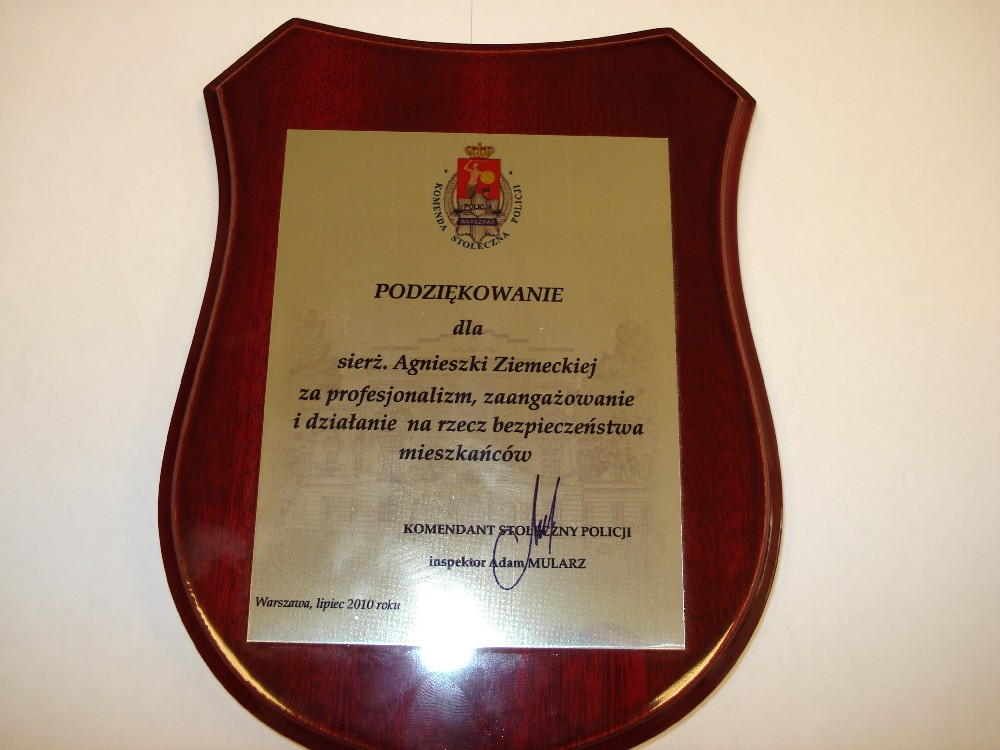 KOMENDA STOŁECZNA POLICJI
POLICJA
WARSZAWA
PODZIĘKOWANIE
dla
sierż. Agnieszki Ziemeckiej
za profesjonalizm, zaangażowanie
i działanie na rzecz bezpieczeństwa
mieszkańców
KOMENDANT STOŁECZNY POLICJI
inspektor Adam MULARZ
Warszawa, lipiec 2010 roku